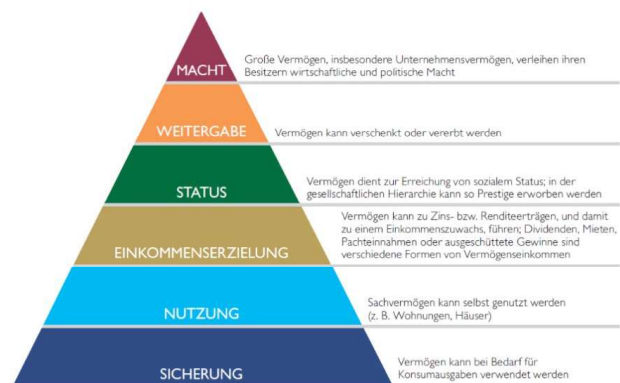 MACHT
Große Vermögen, insbesondere Unternehmensvermögen, verleihen ihren
Besitzern wirtschaftliche und politische Macht
WEITERGABE
Vermögen kann verschenkt oder vererbt werden
STATUS
Vermögen dient zur Erreichung von sozialem Status; in der
gesellschaftlichen Hierarchie kann so Prestige erworben werden
EINKOMMENSERZIELUNG
Vermögen kann zu Zins- bzw. Renditeerträgen, und damit
zu einem Einkommenszuwachs, führen; Dividenden, Mieten,
Pachteinnahmen oder ausgeschüttete Gewinne sind
verschiedene Formen von Vermögenseinkommen
NUTZUNG
Sachvermögen kann selbst genutzt werden
(z. B. Wohnungen, Häuser)
SICHERUNG
Vermögen kann bei Bedarf für
Konsumausgaben verwendet werden